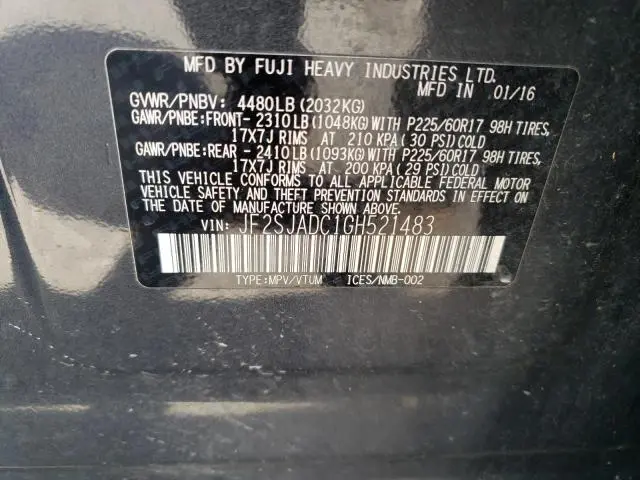 MFD BY FUJI HEAVY INDUSTRIES LTD.
MFD IN 01/16
GVWR/PNBV: 4480LB(2032KG)
GAWR/PNBE:FRONT- 2310LB(1048KG)WITH P225/60R17 98H TIRES,
17X7J RIMS AT 210 KPA( 30 PSI)COLD
GAWR/PNBE:REAR - 2410LB(1093KG)WITH P225/60R17 98H TIRES,
17X7J RIMS AT 200 KPA( 29 PSI)COLD
THIS VEHICLE CONFORMS TO ALL APPLICABLE FEDERAL MOTOR
VEHICLE SAFETY AND THEFT PREVENTION STANDARDS IN EFFECT ON
THE DATE OF MANUFACTURE SHOWN ABOVE.
VIN: JF2SJADC1GH521483
TYPE:MPV/VTUM ICES/NMB-002